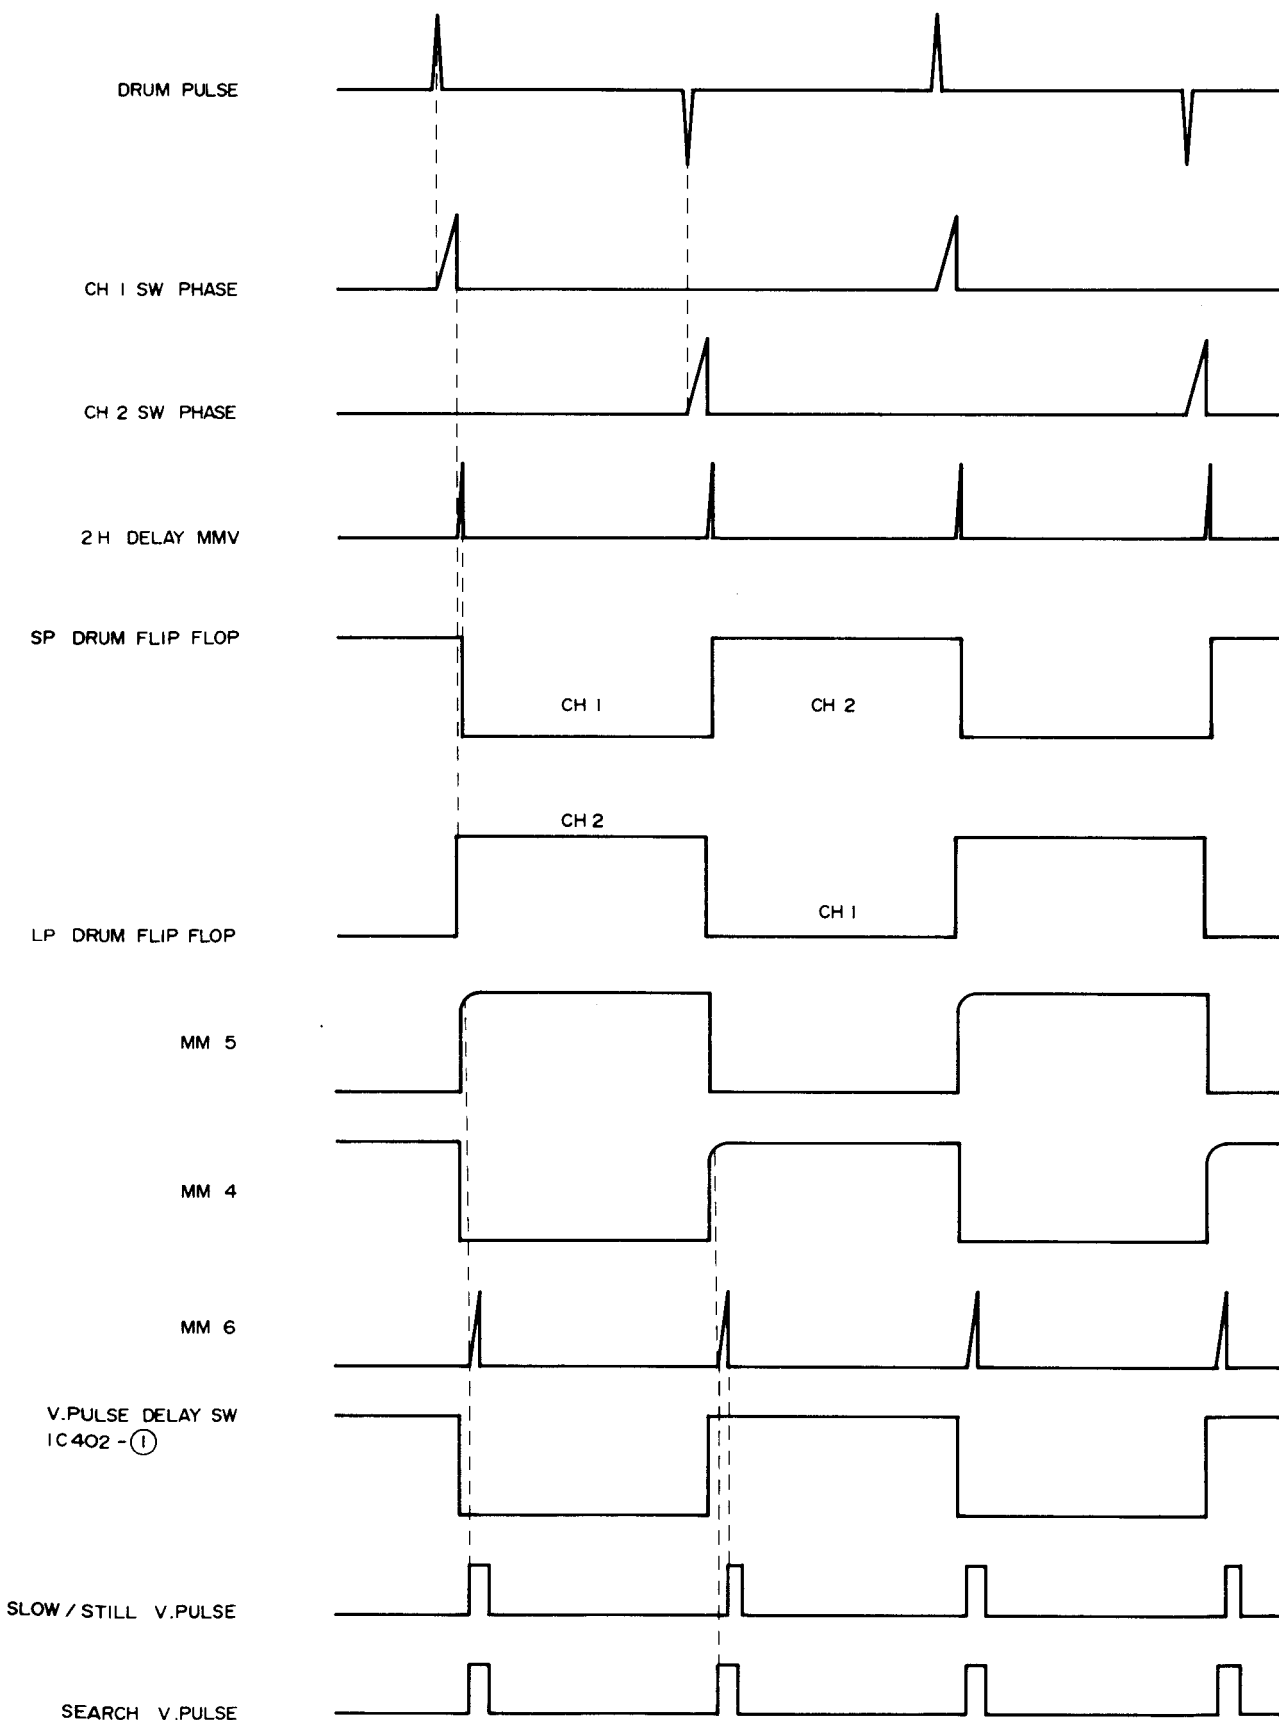 DRUM PULSE
CH 1 SW PHASE
CH 2 SW PHASE
2H DELAY MMV
SP DRUM FLIP FLOP
CH 1
CH 2
CH 2
CH 1
LP DRUM FLIP FLOP
MM 5
MM 4
MM 6
V.PULSE DELAY SW
IC402-①
SLOW/STILL V.PULSE
SEARCH V.PULSE